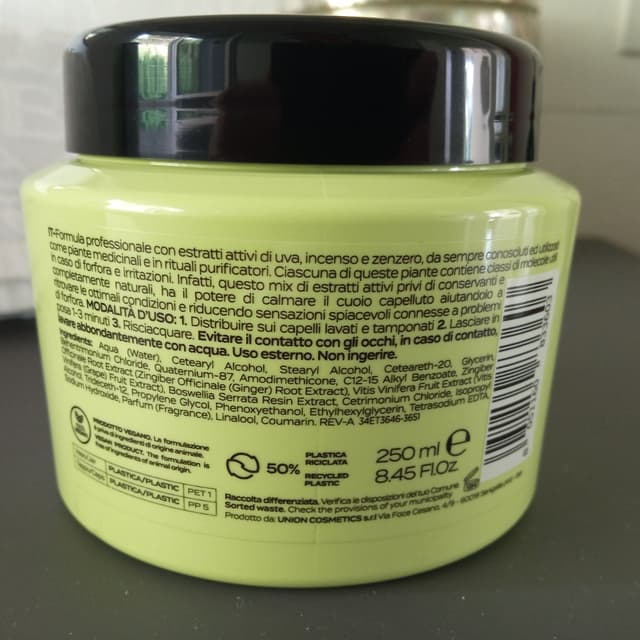 IT-Formula professionale con estratti attivi di uva, incenso e zenzero, da sempre conosciuti ed utilizzati
come piante medicinali e in rituali purificatori. Ciascuna di queste piante contiene classi di molecole utili
in caso di forfora e irritazioni. Infatti, questo mix di estratti attivi privi di conservanti e
completamente naturali, ha il potere di calmare il cuoio capelluto aiutandolo a
ritrovare le ottimali condizioni e riducendo sensazioni spiacevoli connesse a problemi
di forfora. MODALITÀ D'USO: 1. Distribuire sui capelli lavati e tamponati 2. Lasciare in
posa 1-3 minuti 3. Risciacquare. Evitare il contatto con gli occhi, in caso di contatto,
lavare abbondantemente con acqua. Uso esterno. Non ingerire.
Ingredients: Aqua (Water), Cetearyl Alcohol, Stearyl Alcohol, Ceteareth-20, Glycerin,
Behentrimonium Chloride, Quaternium-87, Amodimethicone, C12-15 Alkyl Benzoate, Zingiber
Officinale Root Extract (Zingiber Officinale (Ginger) Root Extract), Vitis Vinifera Fruit Extract (Vitis
Vinifera (Grape) Fruit Extract), Boswellia Serrata Resin Extract, Cetrimonium Chloride, Isopropyl
Alcohol, Trideceth-12, Propylene Glycol, Phenoxyethanol, Ethylhexylglycerin, Tetrasodium EDTA,
Sodium Hydroxide, Parfum (Fragrance), Linalool, Coumarin. REV-A 34ET3646-3651
PRODOTTO VEGANO. La formulazione
è priva di ingredienti di origine animale.
VEGAN PRODUCT. The formulation is
free of ingredients of animal origin.
PLASTICA/PLASTIC PET 1
PLASTICA/PLASTIC PP 5
50%
PLASTICA
RICICLATA
RECYCLED
PLASTIC
250 ml e
8.45 Fl.Oz.
Raccolta differenziata. Verifica le disposizioni del tuo Comune.
Sorted waste. Check the provisions of your municipality
Prodotto da: UNION COSMETICS s.r.l Via Foce Cesano, 4/9 - 60019